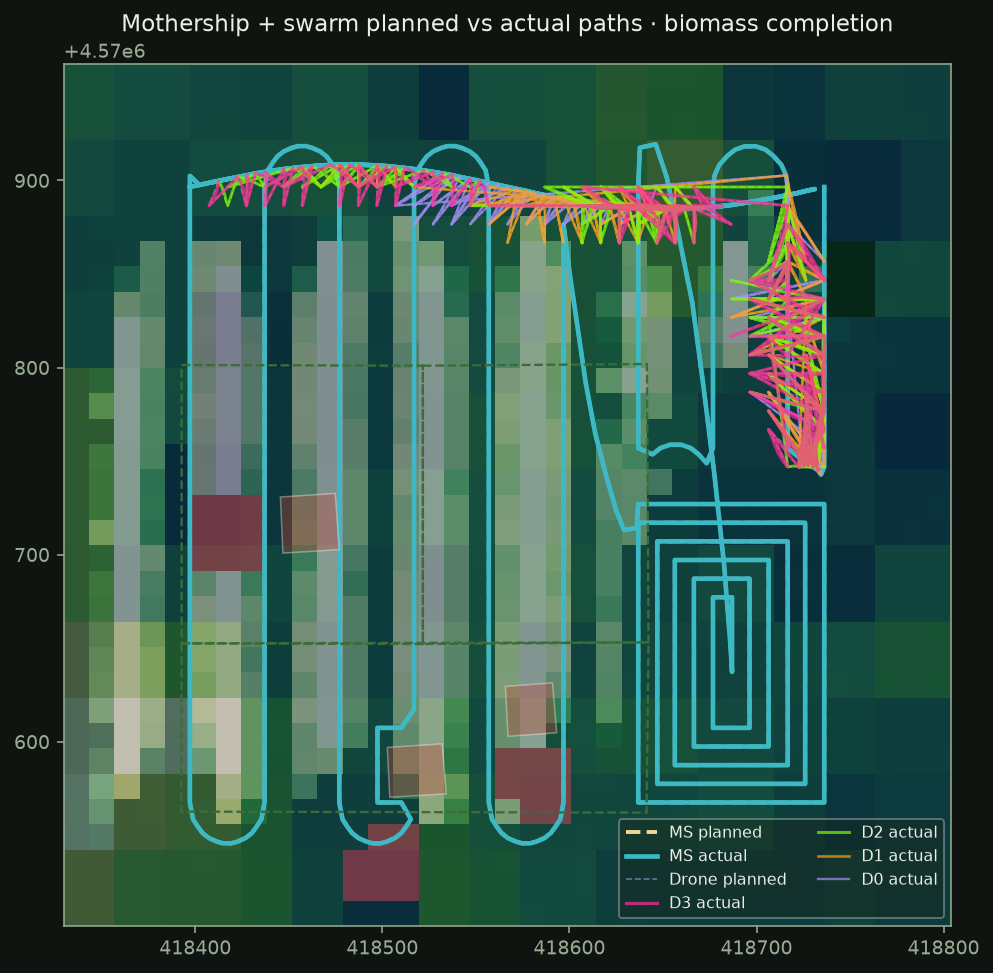 Mothership + swarm planned vs actual paths · biomass completion
+4.57e6
900
800
700
600
418400
418500
418600
418700
418800
MS planned
MS actual
Drone planned
D3 actual
D2 actual
D1 actual
D0 actual